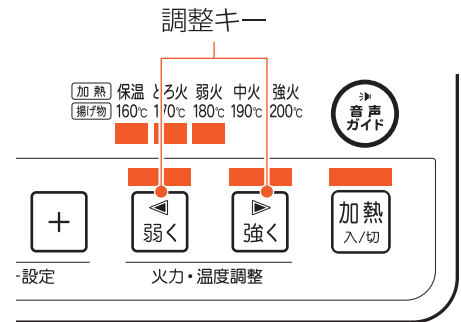 調整キー
加熱 保温 とろ火 弱火 中火 強火
揚げ物 160℃ 170℃ 180℃ 190℃ 200℃
音声
ガイド
＋
弱く
強く
加熱
入/切
-設定
火力・温度調整